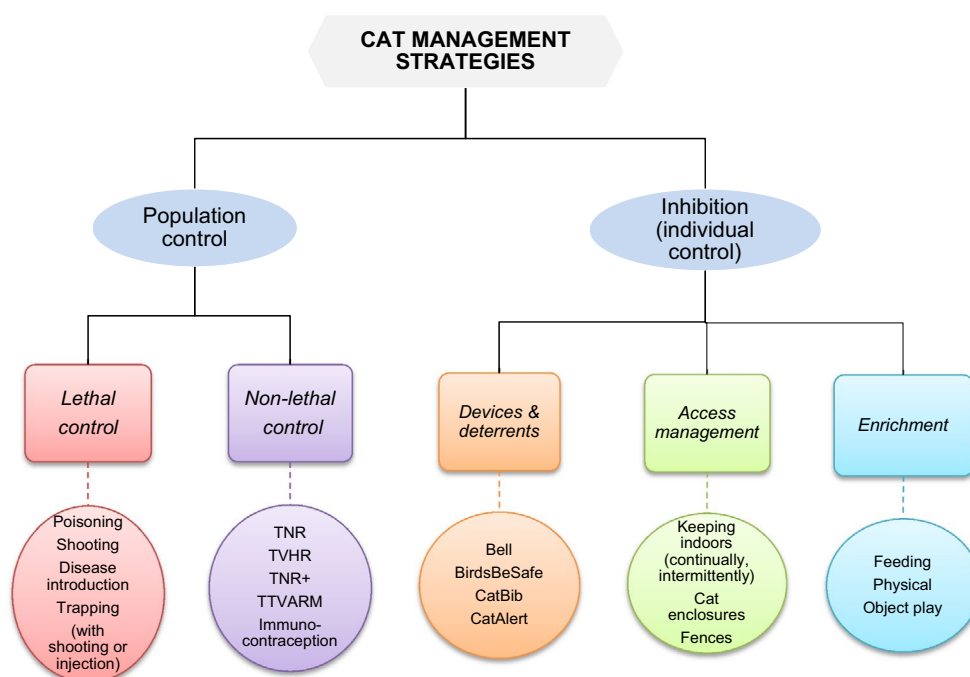 CAT MANAGEMENT
STRATEGIES
Population
control
Inhibition
(individual
control)
Lethal
control
Non-lethal
control
Devices &
deterrents
Access
management
Enrichment
Poisoning
Shooting
Disease
introduction
Trapping
(with
shooting or
injection)
TNR
TVHR
TNR+
TTVARM
Immuno-
contraception
Bell
BirdsBeSafe
CatBib
CatAlert
Keeping
indoors
(continually,
intermittently)
Cat
enclosures
Fences
Feeding
Physical
Object play